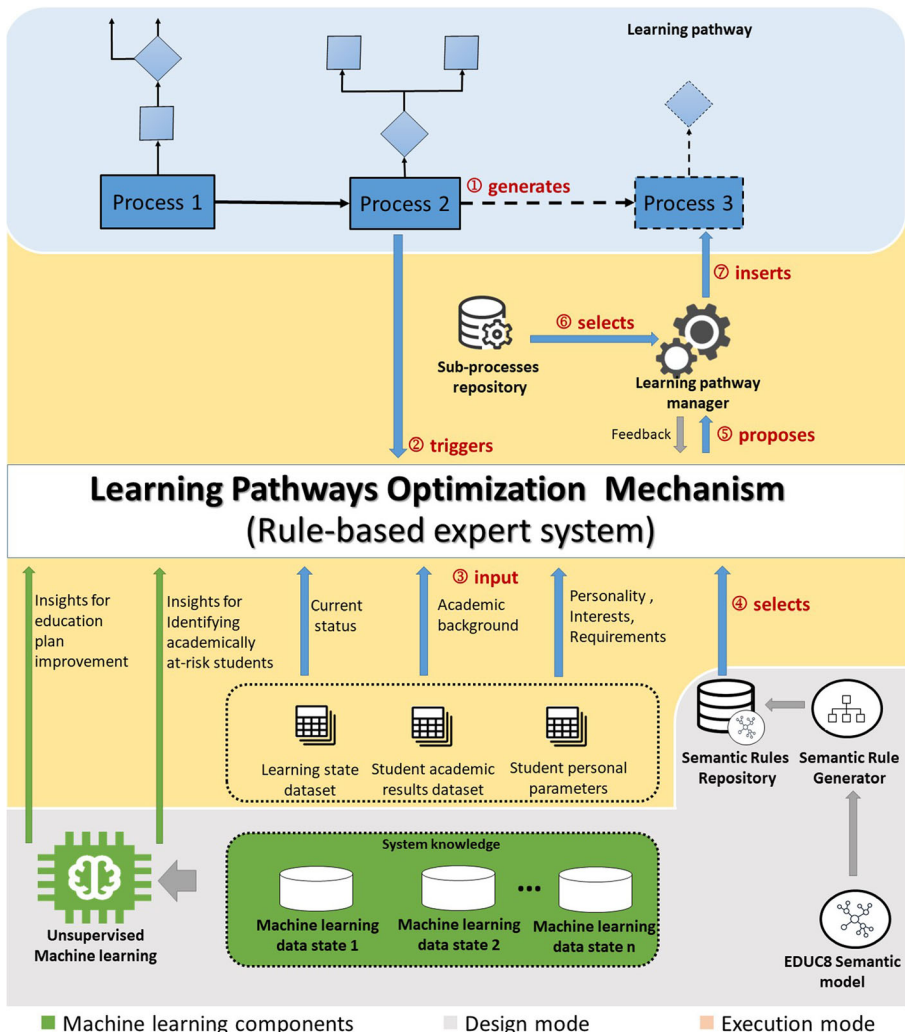 Learning pathway
① generates
Process 1
Process 2
Process 3
⑦ inserts
⑥ selects
Sub-processes
repository
Learning pathway
manager
② triggers
Feedback
⑤ proposes
Learning Pathways Optimization Mechanism
(Rule-based expert system)
③ input
Insights for
education
plan
improvement
Insights for
Identifying
academically
at-risk students
Current
status
Academic
background
Personality ,
Interests,
Requirements
④ selects
Learning state
dataset
Student academic
results dataset
Student personal
parameters
Semantic Rules
Repository
Semantic Rule
Generator
System knowledge
Machine learning
data state 1
Machine learning
data state 2
...
Machine learning
data state n
Unsupervised
Machine learning
EDUC8 Semantic
model
Machine learning components
Design mode
Execution mode